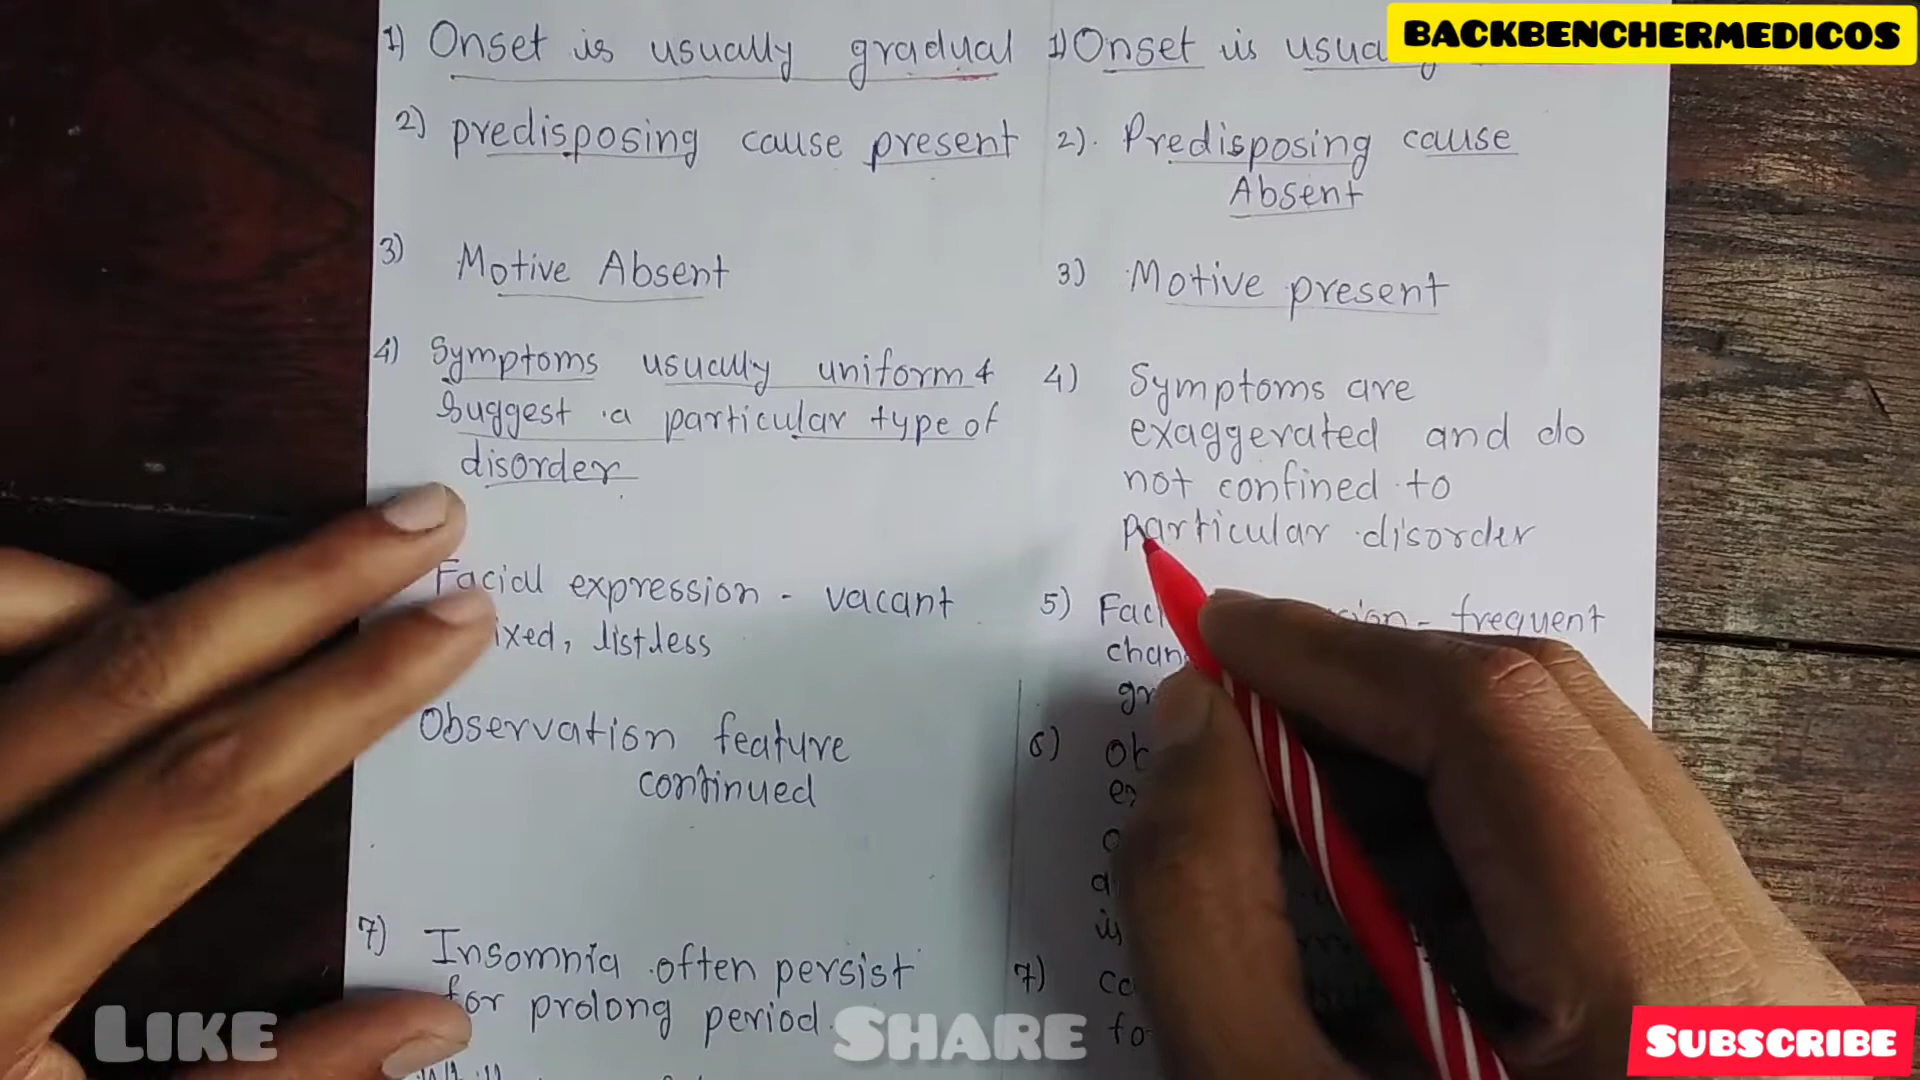 BACKBENCHERMEDICOS
1) Onset is usually gradual
2) predisposing cause present
3) Motive Absent
4) Symptoms usually uniform &
suggest a particular type of
disorder
Facial expression - vacant
ixed, listless
Observation feature
continued
7) Insomnia often persist
for prolong period.
1) Onset is
2). Predisposing cause
Absent
3) Motive present
4) Symptoms are
exaggerated and do
not confined to
particular disorder
5) - frequent
6)
is
7)
LIKE
SHARE
SUBSCRIBE